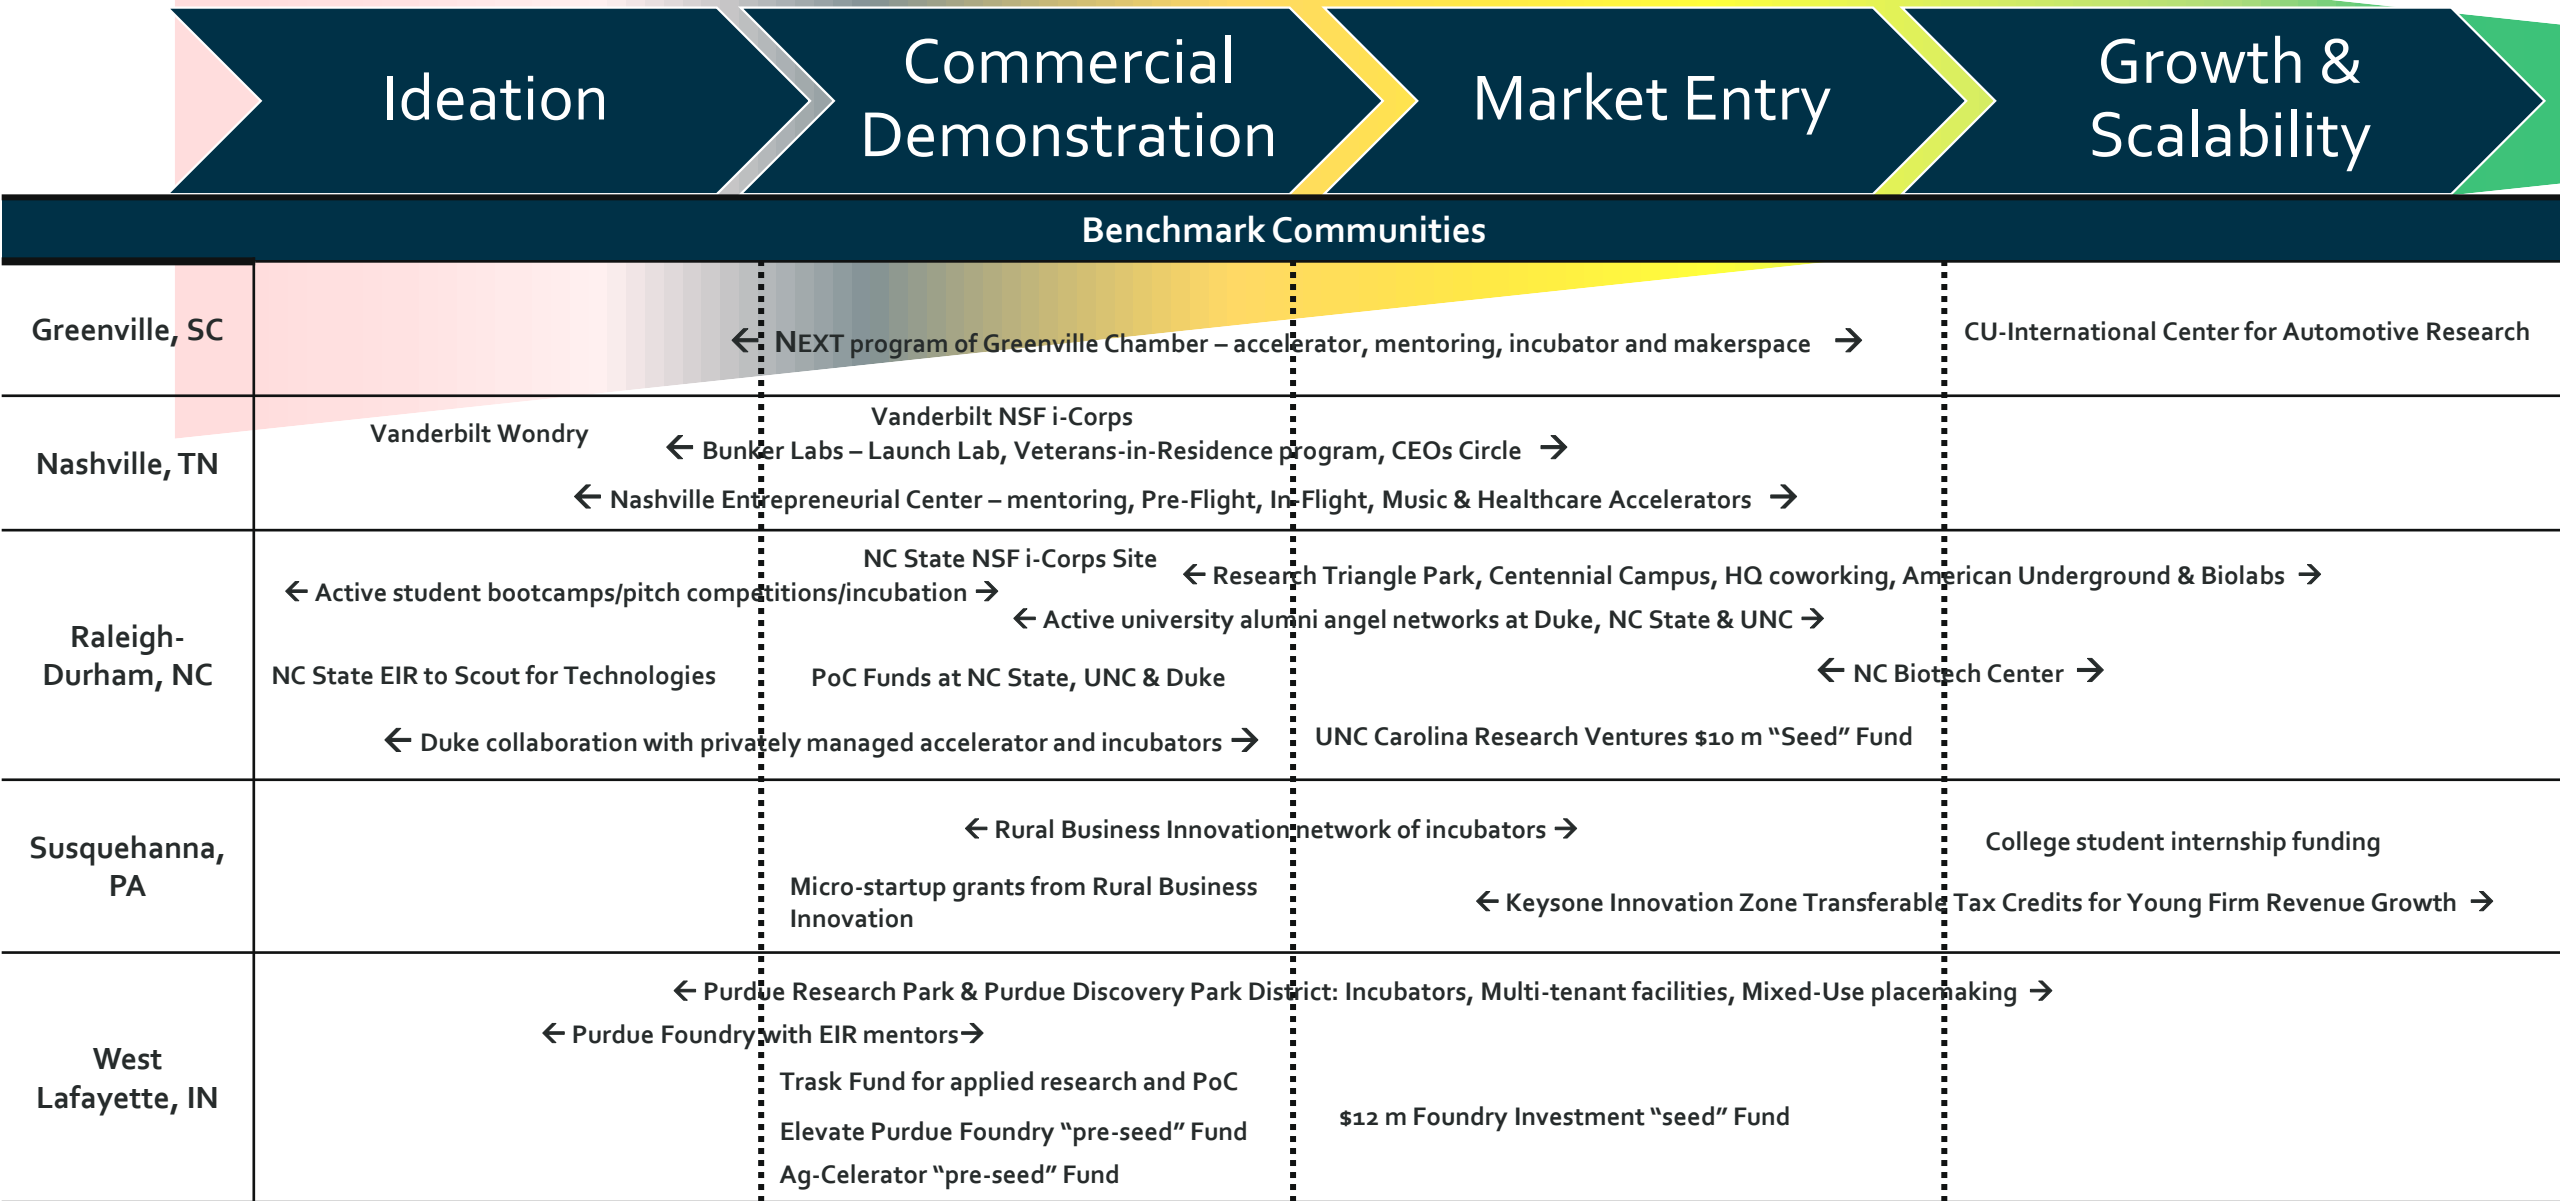 Ideation
Commercial
Demonstration
Market Entry
Growth &
Scalability
Benchmark Communities
Greenville, SC
← NEXT program of Greenville Chamber – accelerator, mentoring, incubator and makerspace →
CU-International Center for Automotive Research
Nashville, TN
Vanderbilt Wondry
Vanderbilt NSF i-Corps
← Bunker Labs – Launch Lab, Veterans-in-Residence program, CEOs Circle →
← Nashville Entrepreneurial Center – mentoring, Pre-Flight, In-Flight, Music & Healthcare Accelerators →
Raleigh-
Durham, NC
NC State NSF i-Corps Site
← Research Triangle Park, Centennial Campus, HQ coworking, American Underground & Biolabs →
← Active student bootcamps/pitch competitions/incubation →
← Active university alumni angel networks at Duke, NC State & UNC →
NC State EIR to Scout for Technologies
PoC Funds at NC State, UNC & Duke
← NC Biotech Center →
← Duke collaboration with privately managed accelerator and incubators →
UNC Carolina Research Ventures $10 m “Seed” Fund
Susquehanna,
PA
← Rural Business Innovation network of incubators →
College student internship funding
Micro-startup grants from Rural Business
Innovation
← Keysone Innovation Zone Transferable Tax Credits for Young Firm Revenue Growth →
West
Lafayette, IN
← Purdue Research Park & Purdue Discovery Park District: Incubators, Multi-tenant facilities, Mixed-Use placemaking →
← Purdue Foundry with EIR mentors→
Trask Fund for applied research and PoC
Elevate Purdue Foundry “pre-seed” Fund
Ag-Celerator “pre-seed” Fund
$12 m Foundry Investment “seed” Fund